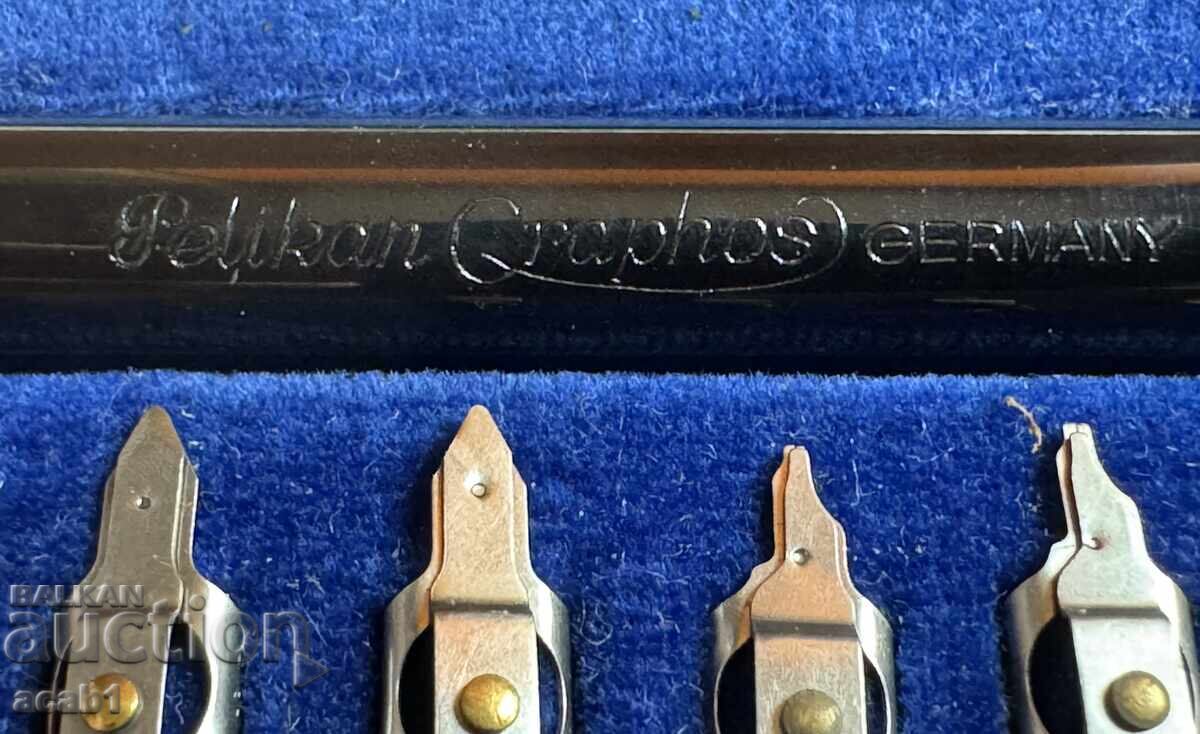 Pelikan Graphos GERMANY
BALKAN
auction
acab1